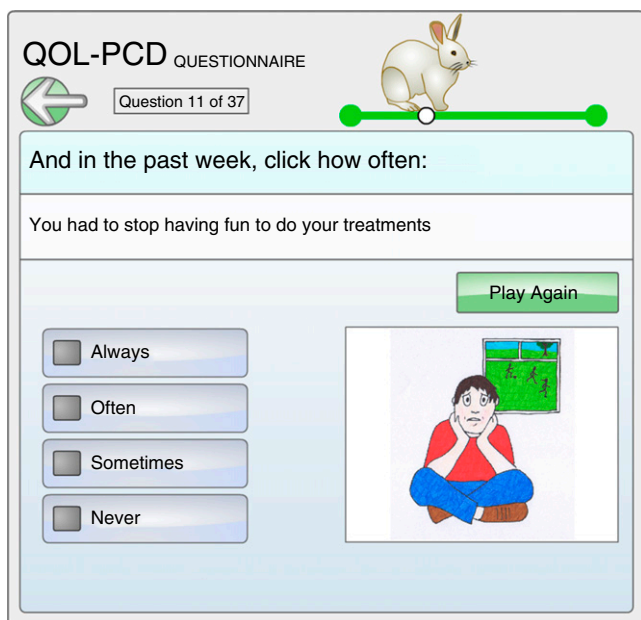 QOL-PCD QUESTIONNAIRE
Question 11 of 37
And in the past week, click how often:
You had to stop having fun to do your treatments
Play Again
Always
Often
Sometimes
Never